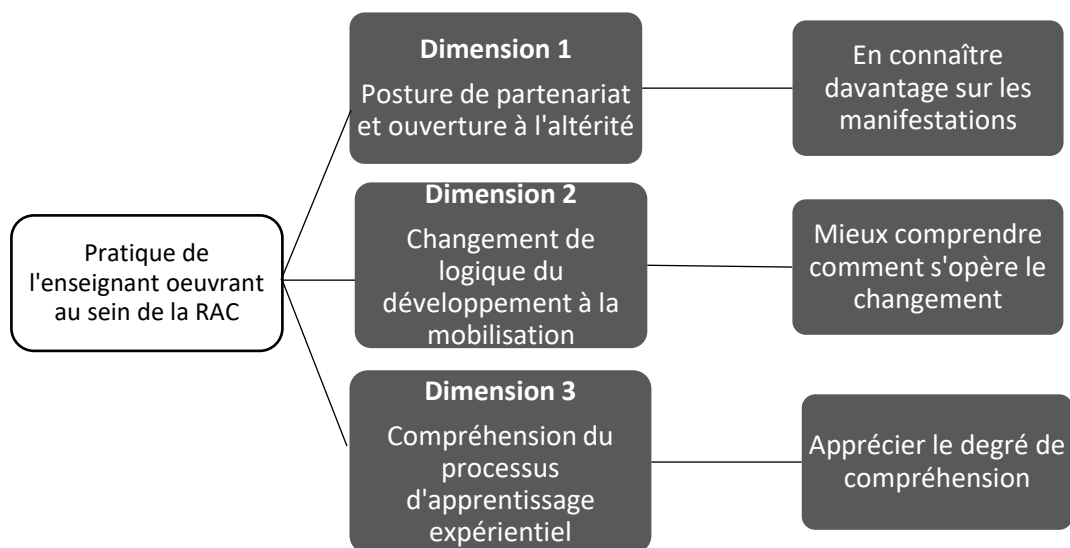 Pratique de
l'enseignant oeuvrant
au sein de la RAC
Dimension 1
Posture de partenariat
et ouverture à l'altérité
En connaître
davantage sur les
manifestations
Dimension 2
Changement de
logique du
développement à la
mobilisation
Mieux comprendre
comment s'opère le
changement
Dimension 3
Compréhension du
processus
d'apprentissage
expérientiel
Apprécier le degré de
compréhension